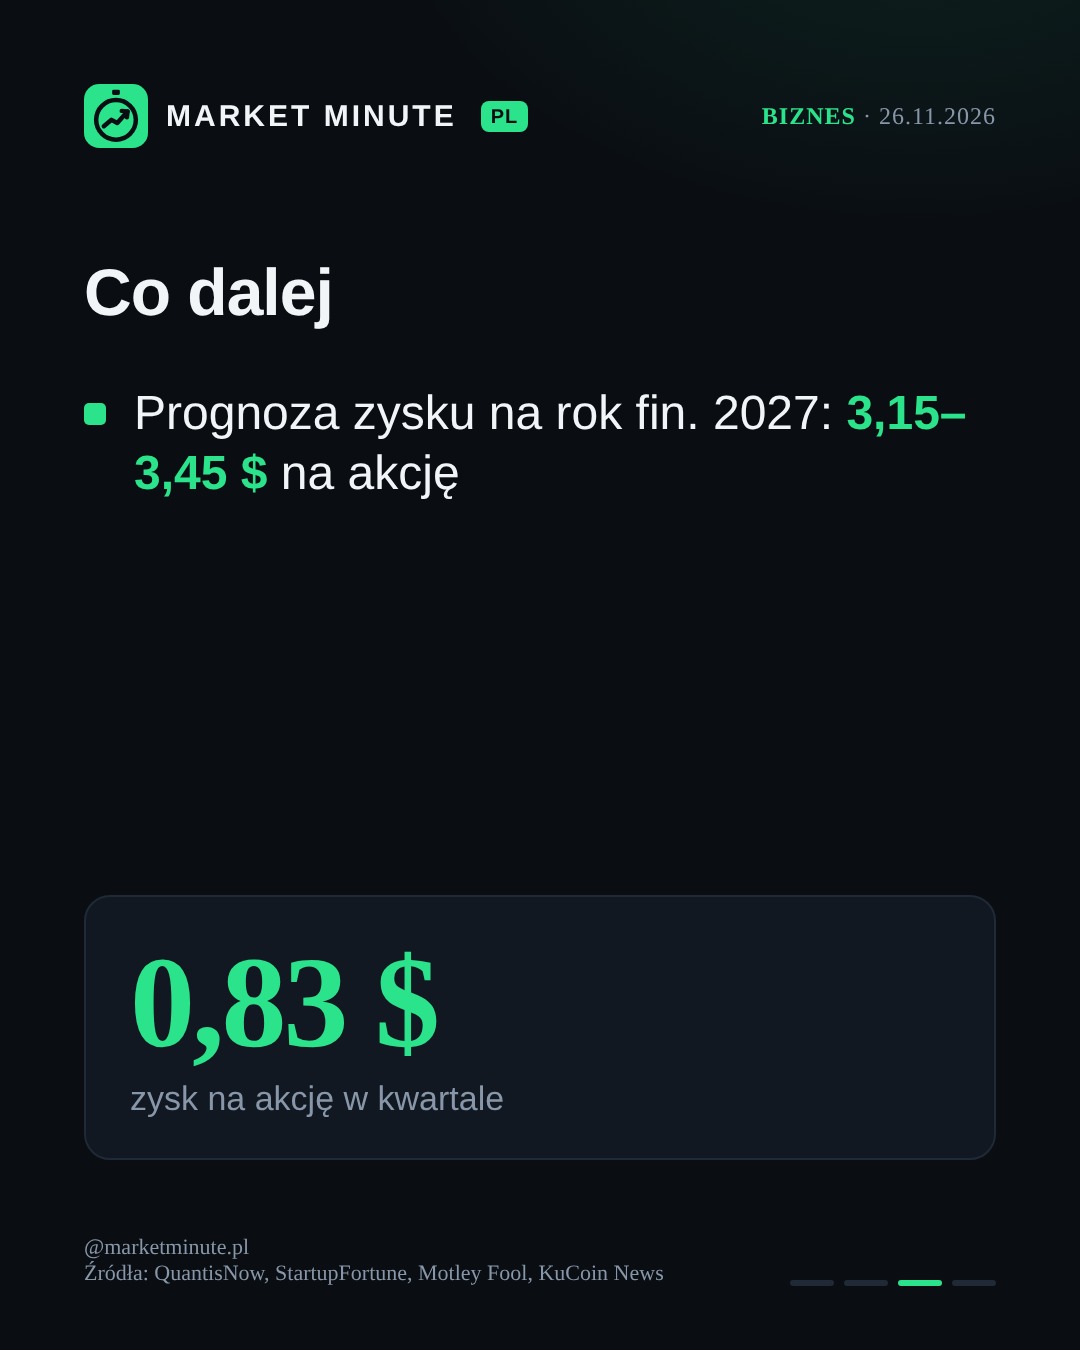 MARKET MINUTE PL
BIZNES · 26.11.2026
Co dalej
Prognoza zysku na rok fin. 2027: 3,15–
3,45 $ na akcję
0,83 $
zysk na akcję w kwartale
@marketminute.pl
Źródła: QuantisNow, StartupFortune, Motley Fool, KuCoin News